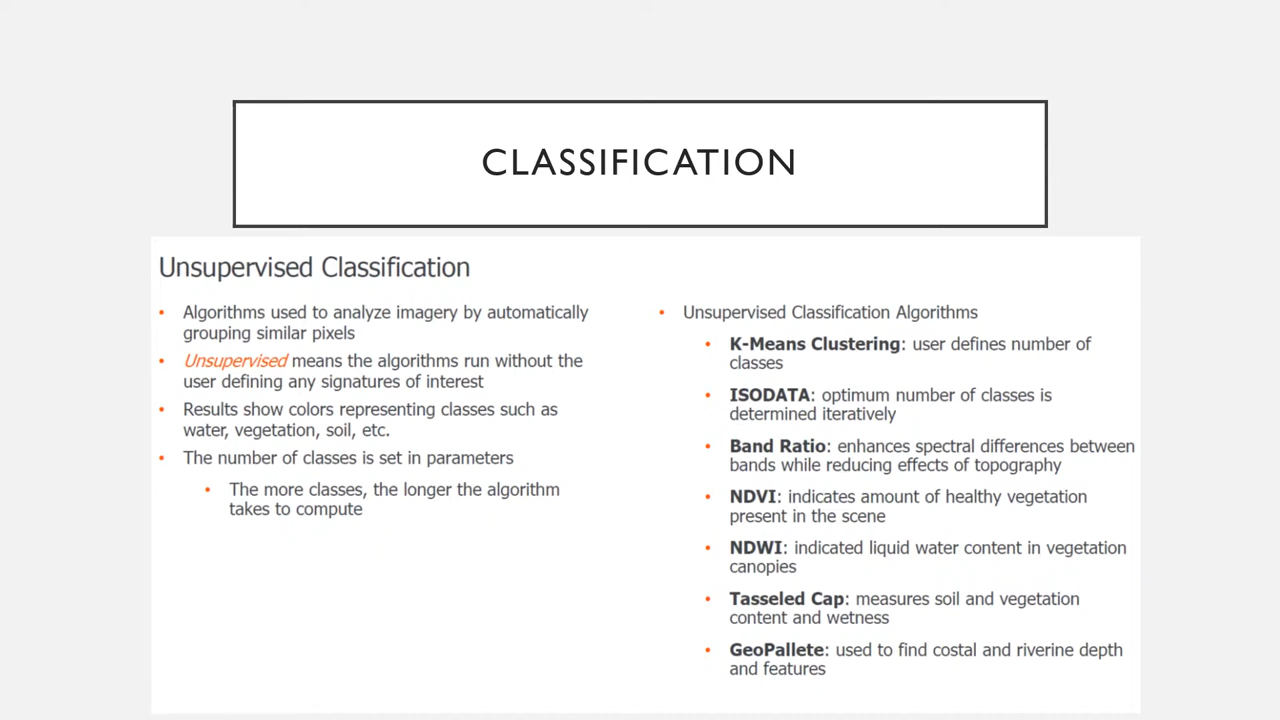 CLASSIFICATION
Unsupervised Classification
• Algorithms used to analyze imagery by automatically
grouping similar pixels
• Unsupervised means the algorithms run without the
user defining any signatures of interest
• Results show colors representing classes such as
water, vegetation, soil, etc.
• The number of classes is set in parameters
• The more classes, the longer the algorithm
takes to compute
• Unsupervised Classification Algorithms
• K-Means Clustering: user defines number of
classes
• ISODATA: optimum number of classes is
determined iteratively
• Band Ratio: enhances spectral differences between
bands while reducing effects of topography
• NDVI: indicates amount of healthy vegetation
present in the scene
• NDWI: indicated liquid water content in vegetation
canopies
• Tasseled Cap: measures soil and vegetation
content and wetness
• GeoPallete: used to find costal and riverine depth
and features